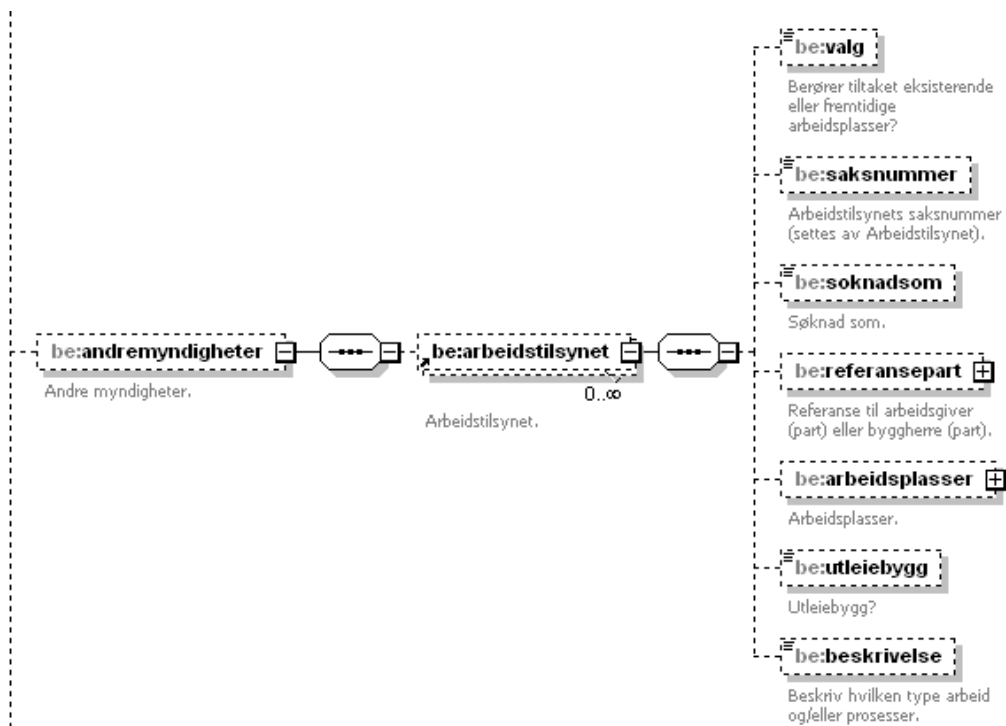 be:andremyndigheter
Andre myndigheter.
be:arbeidstilsynet
0..∞
Arbeidstilsynet.
be:valg
Berører tiltaket eksisterende
eller fremtidige
arbeidsplasser?
be:saksnummer
Arbeidstilsynets saksnummer
(settes av Arbeidstilsynet).
be:soknadsom
Søknad som.
be:referansepart
Referanse til arbeidsgiver
(part) eller byggherre (part).
be:arbeidsplasser
Arbeidsplasser.
be:utleiebygg
Utleiebygg?
be:beskrivelse
Beskriv hvilken type arbeid
og/eller prosesser.